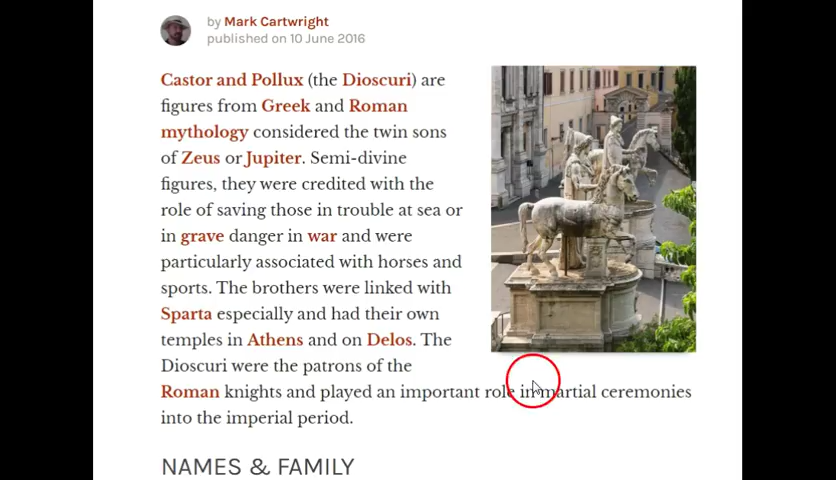 by Mark Cartwright
published on 10 June 2016
Castor and Pollux (the Dioscuri) are
figures from Greek and Roman
mythology considered the twin sons
of Zeus or Jupiter. Semi-divine
figures, they were credited with the
role of saving those in trouble at sea or
in grave danger in war and were
particularly associated with horses and
sports. The brothers were linked with
Sparta especially and had their own
temples in Athens and on Delos. The
Dioscuri were the patrons of the
Roman knights and played an important role in martial ceremonies
into the imperial period.
NAMES & FAMILY